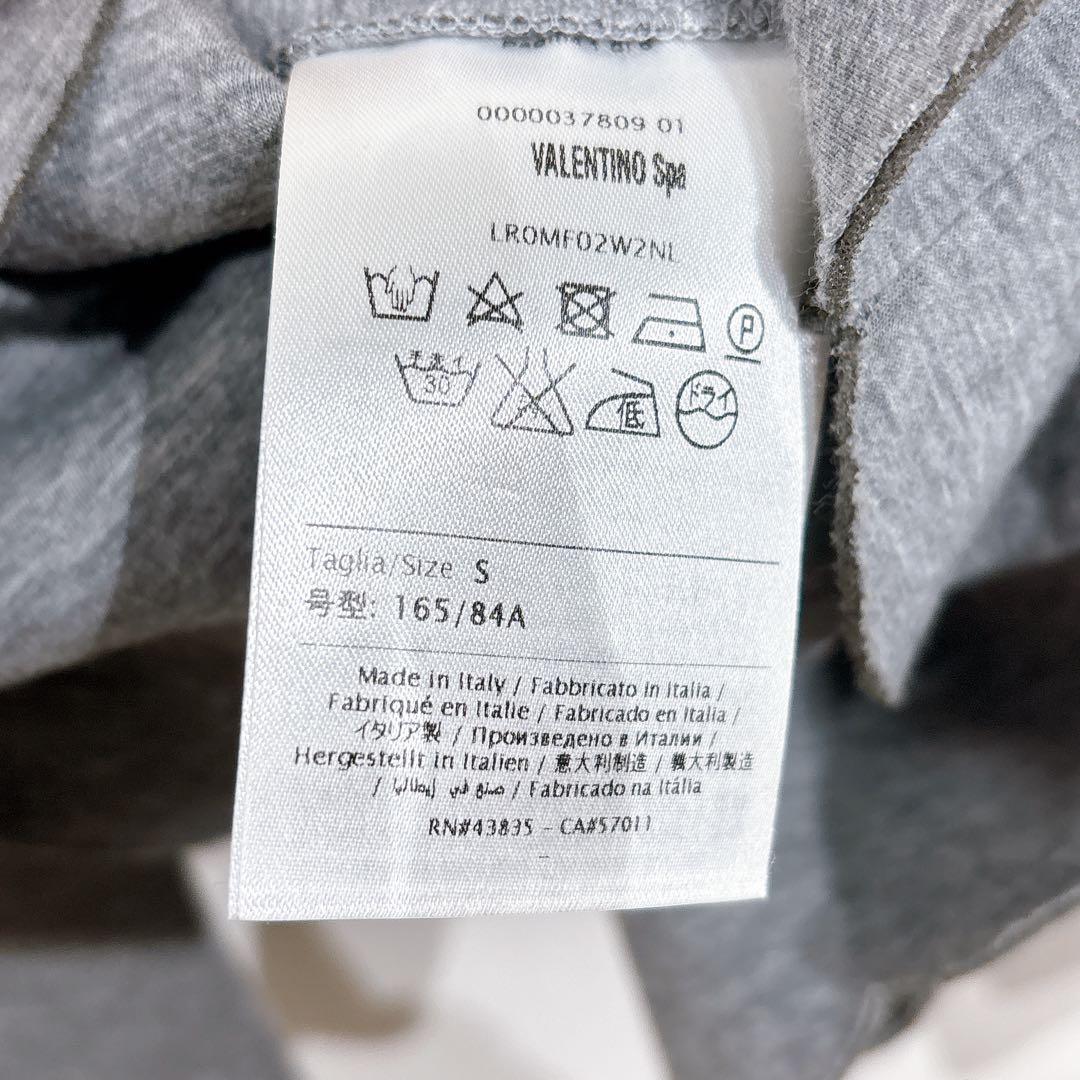 0000037809 01
VALENTINO Spa
LR0MF02W2NL
P
手洗イ
30
低
ドライ
Taglia/Size S
号型: 165/84A
Made in Italy / Fabbricato in Italia /
Fabriqué en Italie / Fabricado en Italia /
イタリア製 / Произведено в Италии /
Hergestellt in Italien / 意大利制造 / 義大利製造
/ صنع في إيطاليا / Fabricado na Itália
RN#43835 - CA#57011